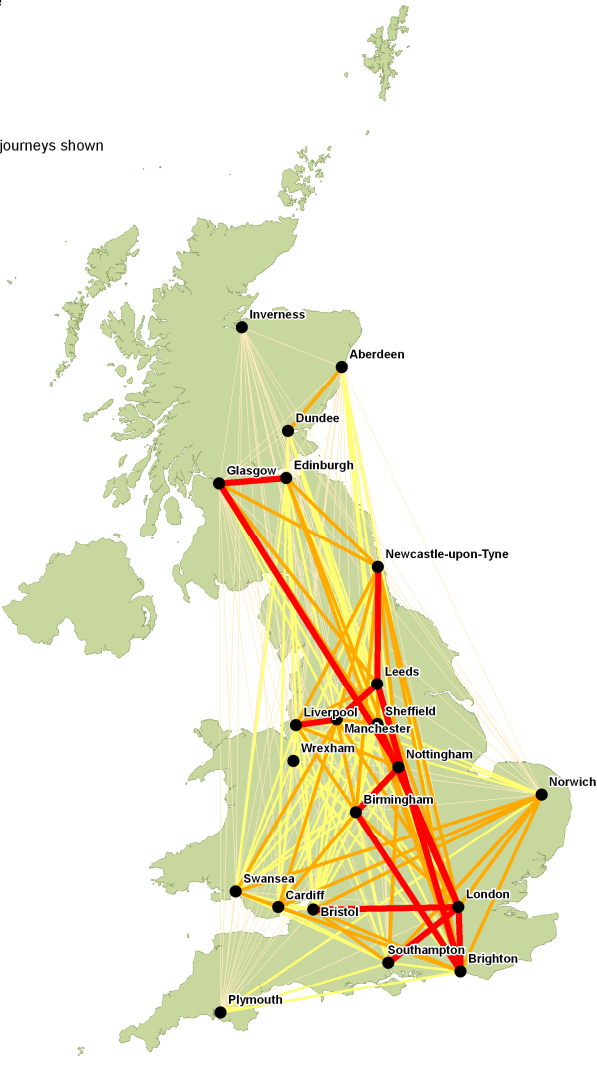 journeys shown
Inverness
Aberdeen
Dundee
Edinburgh
Glasgow
Newcastle-upon-Tyne
Leeds
Liverpool
Sheffield
Manchester
Wrexham
Nottingham
Norwich
Birmingham
Swansea
Cardiff
London
Bristol
Southampton
Brighton
Plymouth